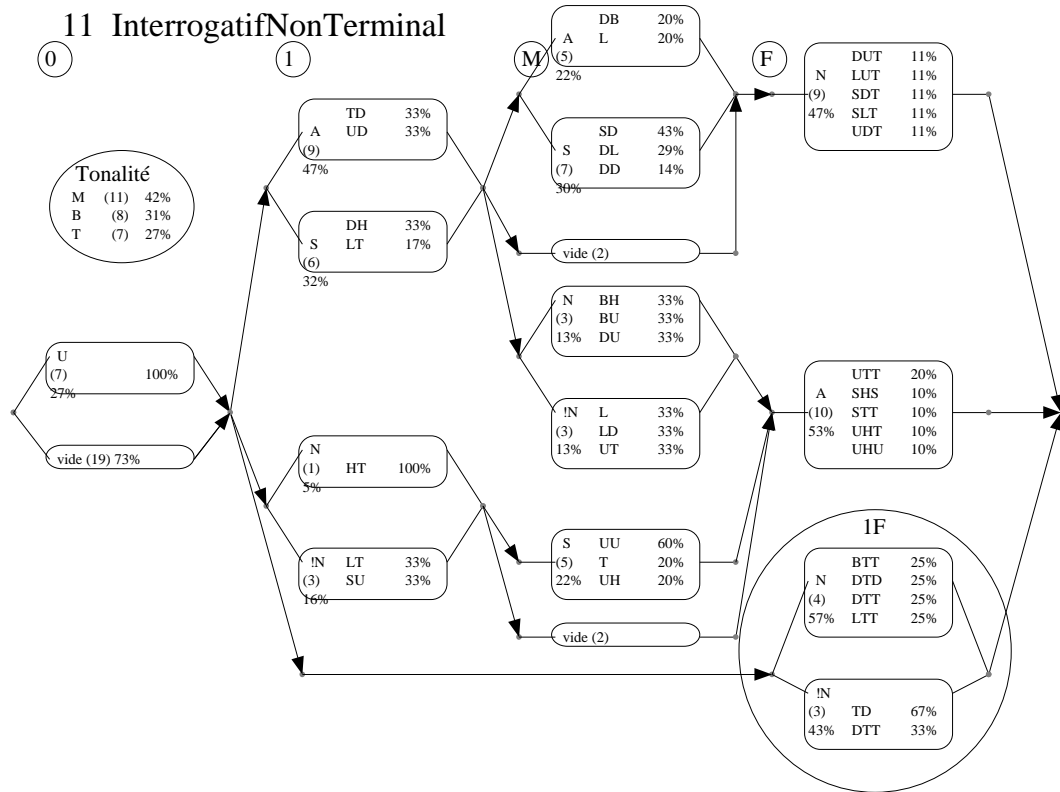 11 InterrogatifNonTerminal
0
1
M
F
Tonalité
M (11) 42%
B (8) 31%
T (7) 27%
U
(7) 100%
27%
vide (19) 73%
TD 33%
A UD 33%
(9)
47%
DH 33%
S LT 17%
(6)
32%
N
(1) HT 100%
5%
!N LT 33%
(3) SU 33%
16%
DB 20%
A L 20%
(5)
22%
SD 43%
S DL 29%
(7) DD 14%
30%
vide (2)
N BH 33%
(3) BU 33%
13% DU 33%
!N L 33%
(3) LD 33%
13% UT 33%
S UU 60%
(5) T 20%
22% UH 20%
vide (2)
DUT 11%
N LUT 11%
(9) SDT 11%
47% SLT 11%
UDT 11%
UTT 20%
A SHS 10%
(10) STT 10%
53% UHT 10%
UHU 10%
1F
BTT 25%
N DTD 25%
(4) DTT 25%
57% LTT 25%
!N
(3) TD 67%
43% DTT 33%